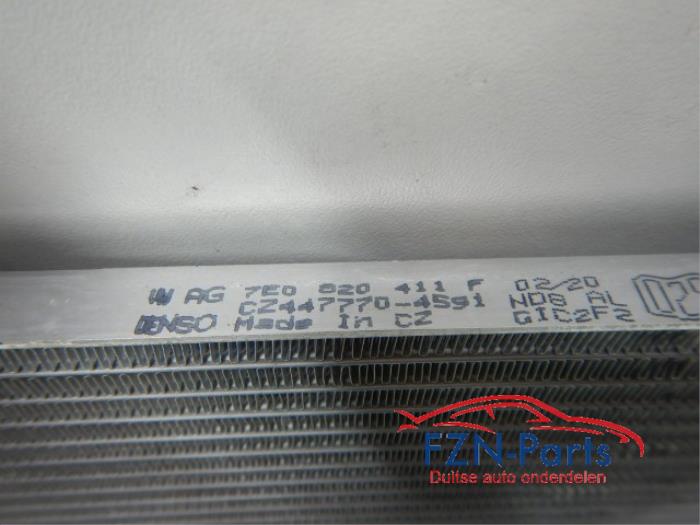 VW AG 7E0 820 411 F 02/20
CZ447770-4591 ND8 AL
DENSO Made In CZ GIC2F2
FZN-Parts
Duitse auto onderdelen